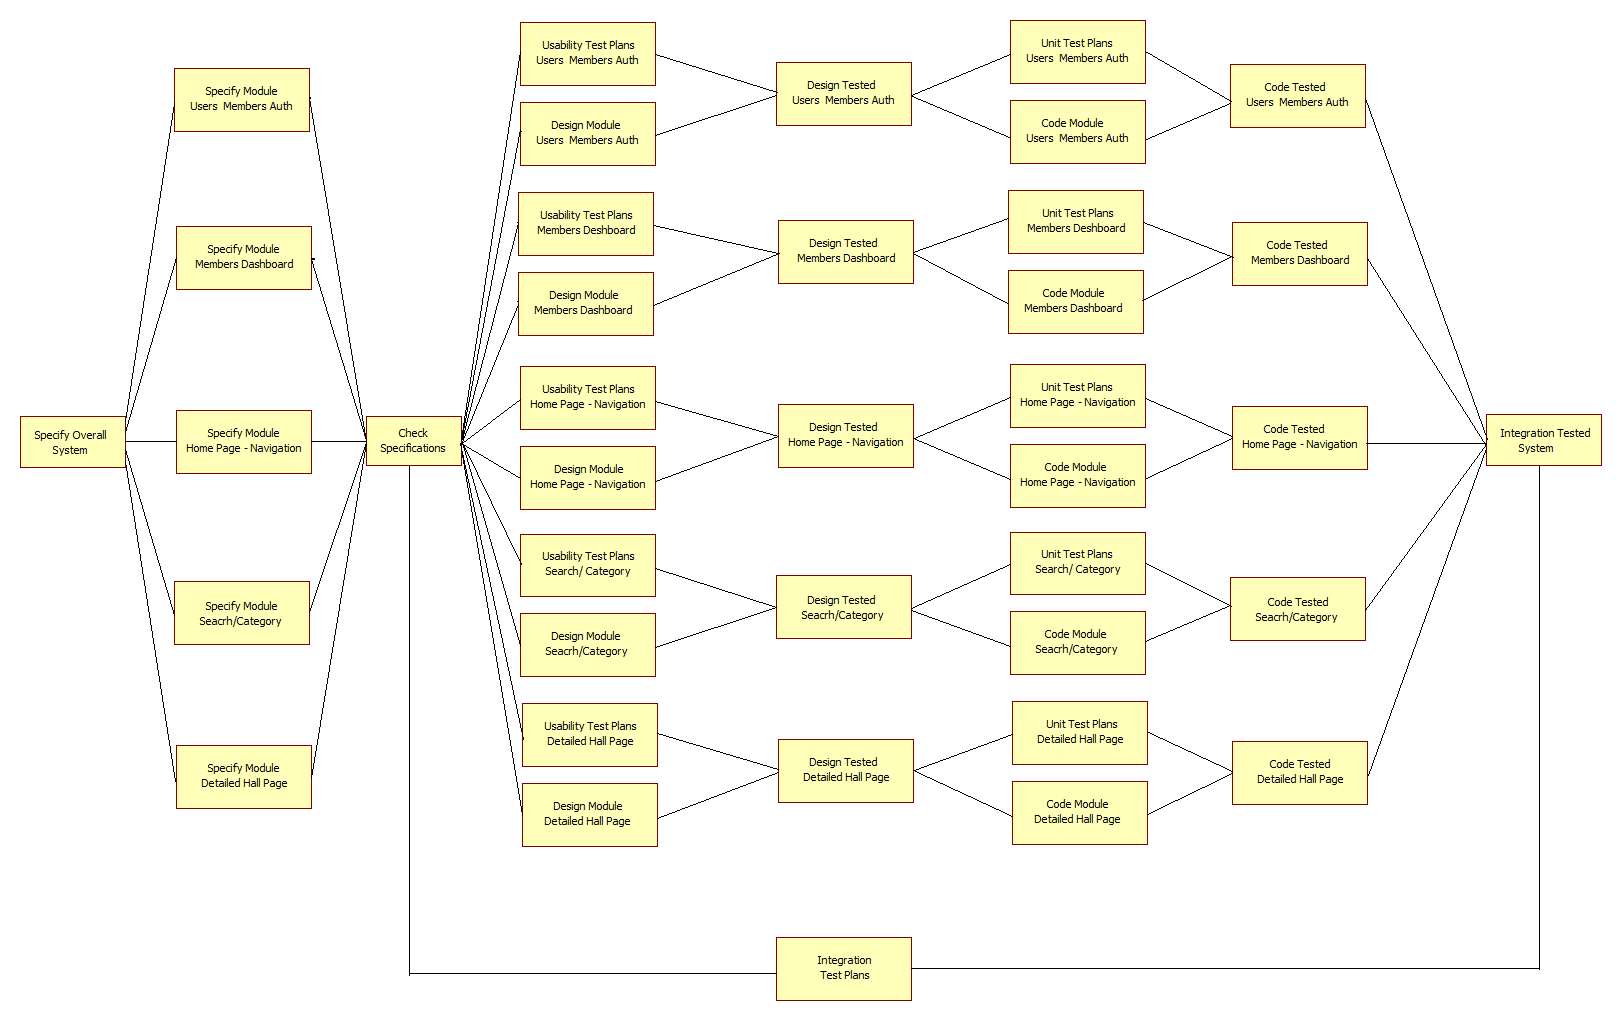 Specify Overall
System
Specify Module
Users  Members Auth
Specify Module
Members Dashboard
Specify Module
Home Page - Navigation
Specify Module
Seacrh/Category
Specify Module
Detailed Hall Page
Check
Specifications
Usability Test Plans
Users  Members Auth
Design Module
Users  Members Auth
Usability Test Plans
Members Deshboard
Design Module
Members Dashboard
Usability Test Plans
Home Page - Navigation
Design Module
Home Page - Navigation
Usability Test Plans
Search/ Category
Design Module
Seacrh/Category
Usability Test Plans
Detailed Hall Page
Design Module
Detailed Hall Page
Design Tested
Users  Members Auth
Design Tested
Members Dashboard
Design Tested
Home Page - Navigation
Design Tested
Seacrh/Category
Design Tested
Detailed Hall Page
Integration
Test Plans
Unit Test Plans
Users  Members Auth
Code Module
Users  Members Auth
Unit Test Plans
Members Deshboard
Code Module
Members Dashboard
Unit Test Plans
Home Page - Navigation
Code Module
Home Page - Navigation
Unit Test Plans
Search/ Category
Code Module
Seacrh/Category
Unit Test Plans
Detailed Hall Page
Code Module
Detailed Hall Page
Code Tested
Users  Members Auth
Code Tested
Members Dashboard
Code Tested
Home Page - Navigation
Code Tested
Seacrh/Category
Code Tested
Detailed Hall Page
Integration Tested
System